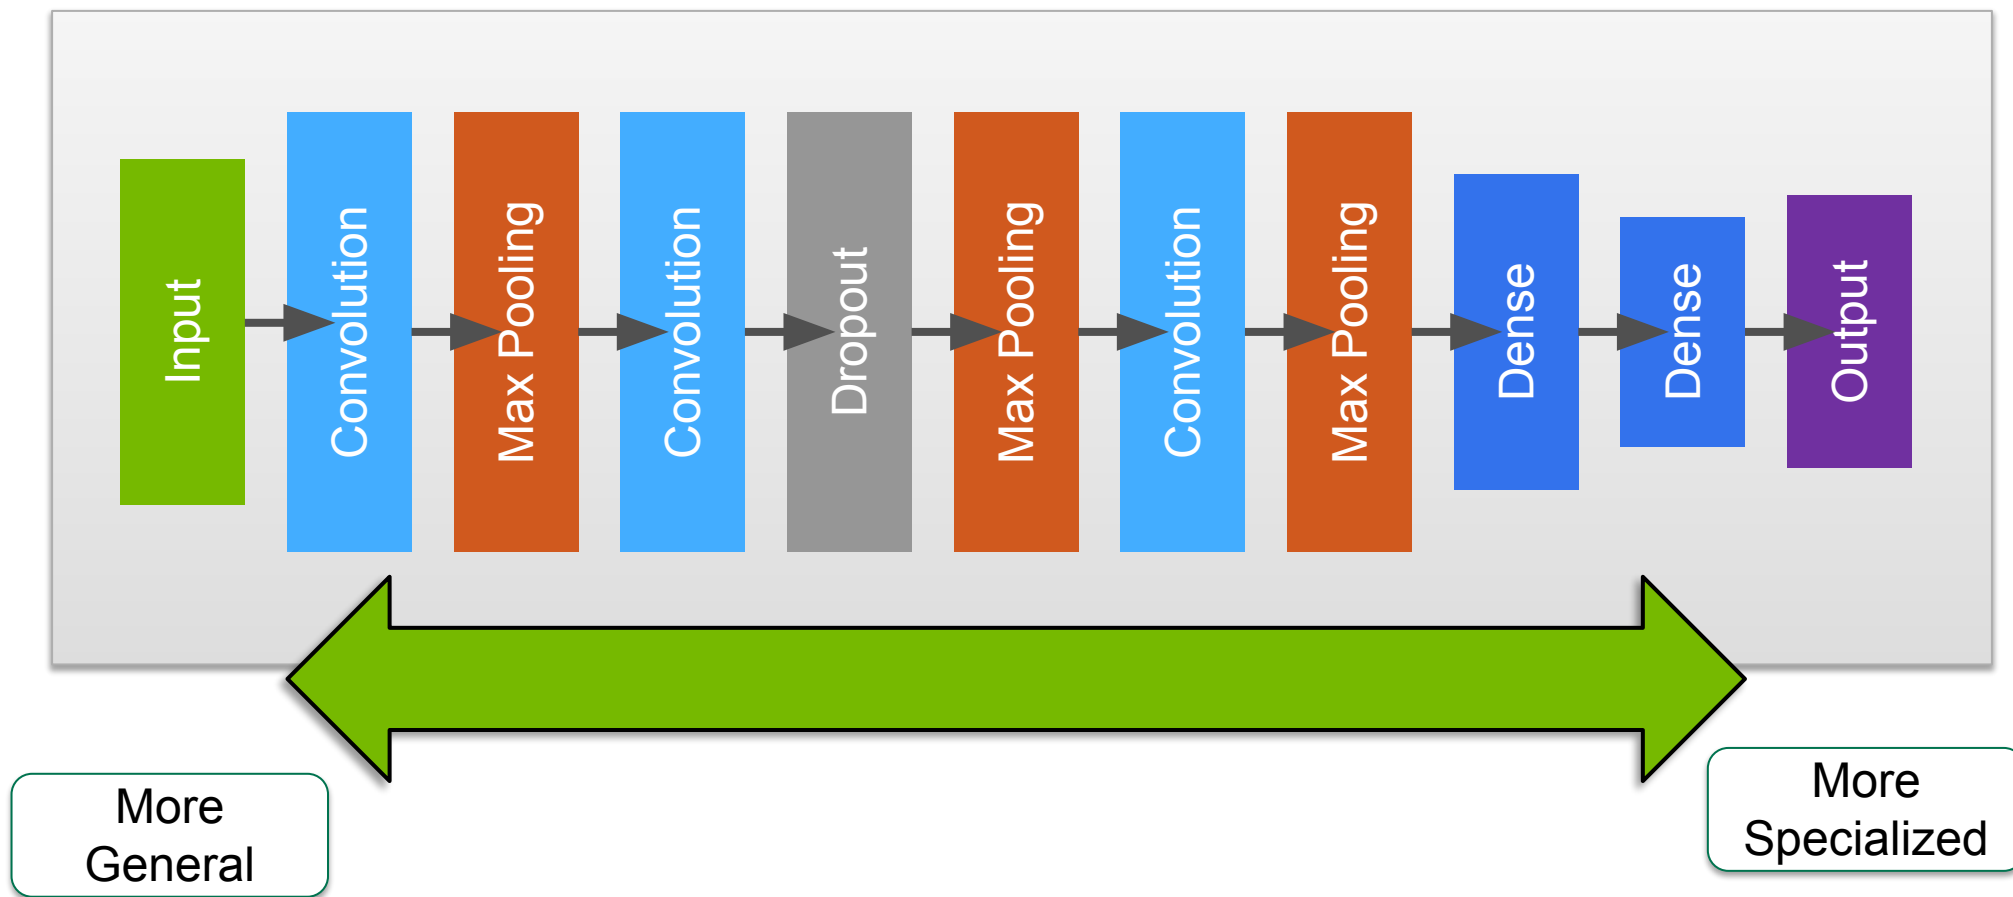 Input
Convolution
Max Pooling
Convolution
Dropout
Max Pooling
Convolution
Max Pooling
Dense
Dense
Output
More
General
More
Specialized